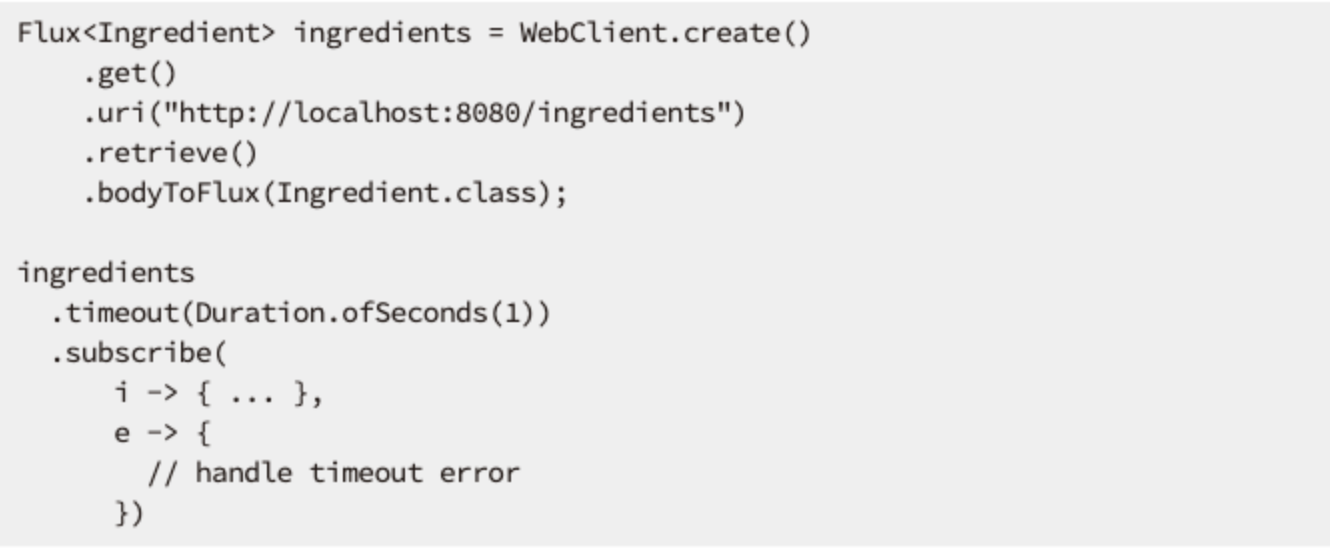 Flux<Ingredient> ingredients = WebClient.create()
    .get()
    .uri("http://localhost:8080/ingredients")
    .retrieve()
    .bodyToFlux(Ingredient.class);

ingredients
  .timeout(Duration.ofSeconds(1))
  .subscribe(
      i -> { ... },
      e -> {
        // handle timeout error
      })